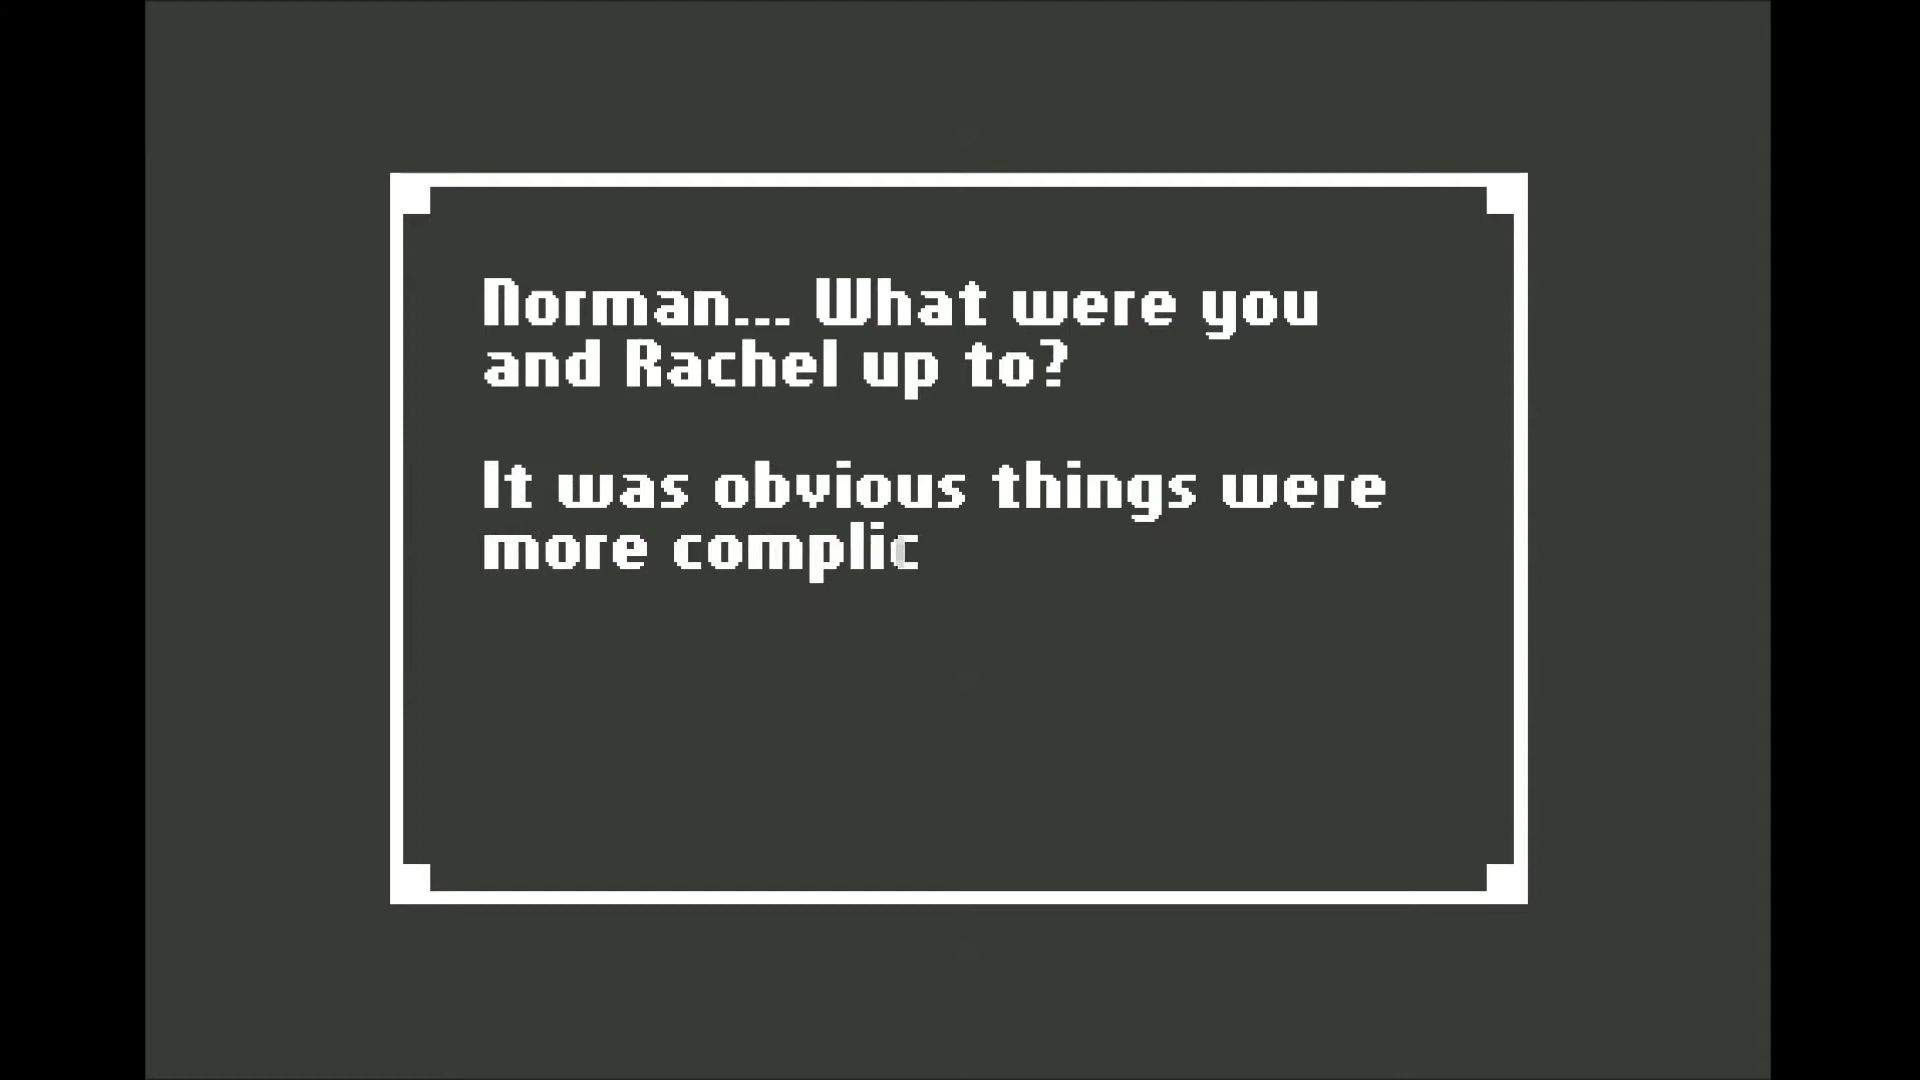 Norman... What were you
and Rachel up to?
It was obvious things were
more complic